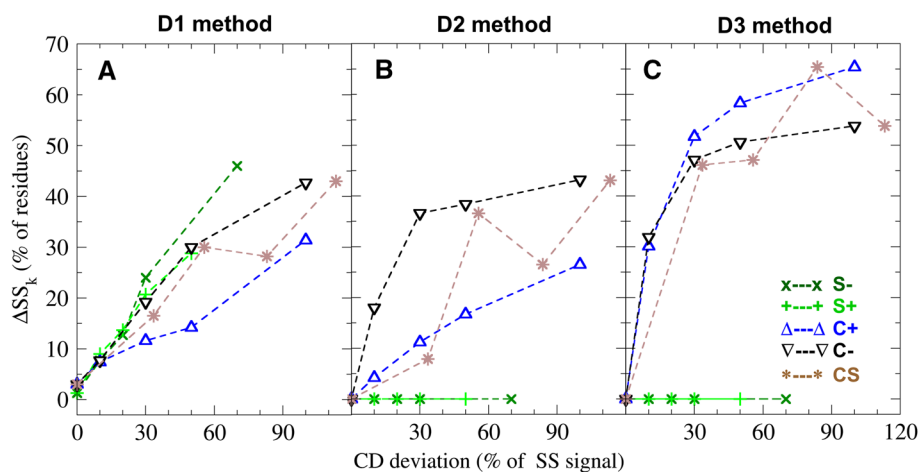 D1 method D2 method D3 method
A B C
70
60
50
40
30
20
10
0
ΔSSk (% of residues)
x---x S-
+---+ S+
Δ---Δ C+
▽---▽ C-
*---* CS
0 30 60 90 30 60 90 30 60 90 120
CD deviation (% of SS signal)